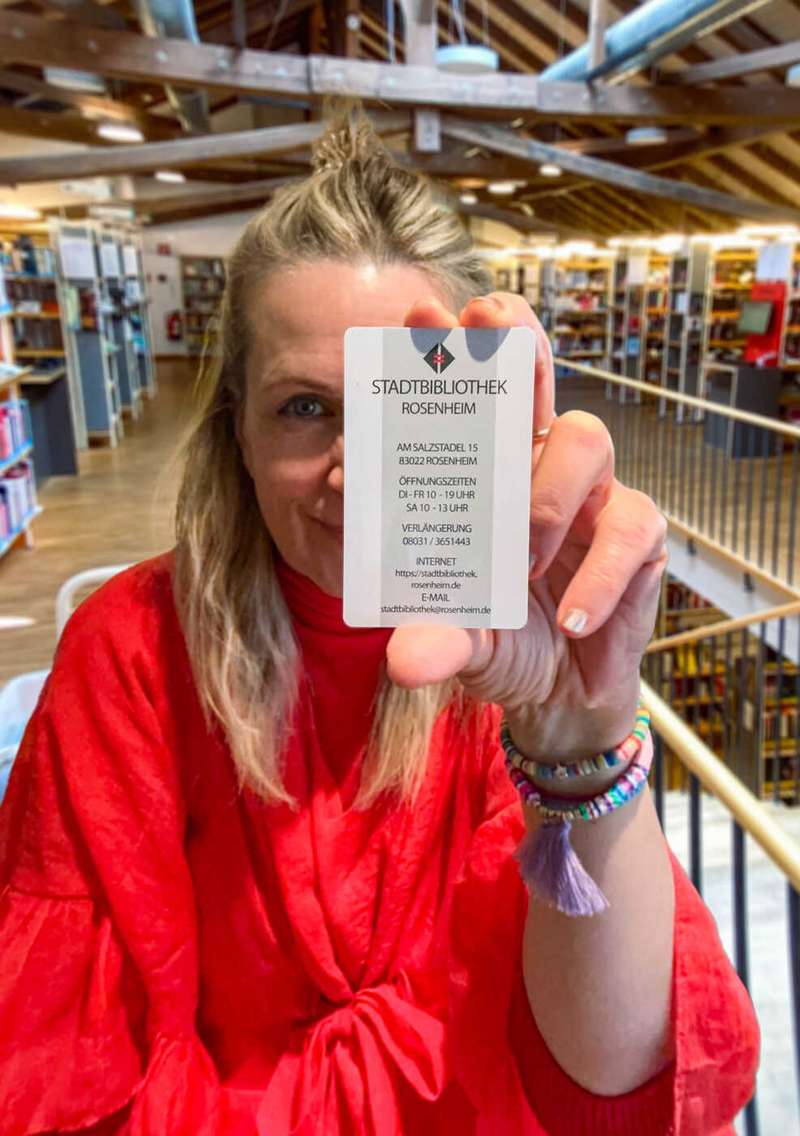 STADTBIBLIOTHEK
ROSENHEIM
AM SALZSTADEL 15
83022 ROSENHEIM
ÖFFNUNGSZEITEN
DI - FR 10 - 19 UHR
SA 10 - 13 UHR
VERLÄNGERUNG
08031 / 3651443
INTERNET
https://stadtbibliothek.
rosenheim.de
E-MAIL
stadtbibliothek@rosenheim.de